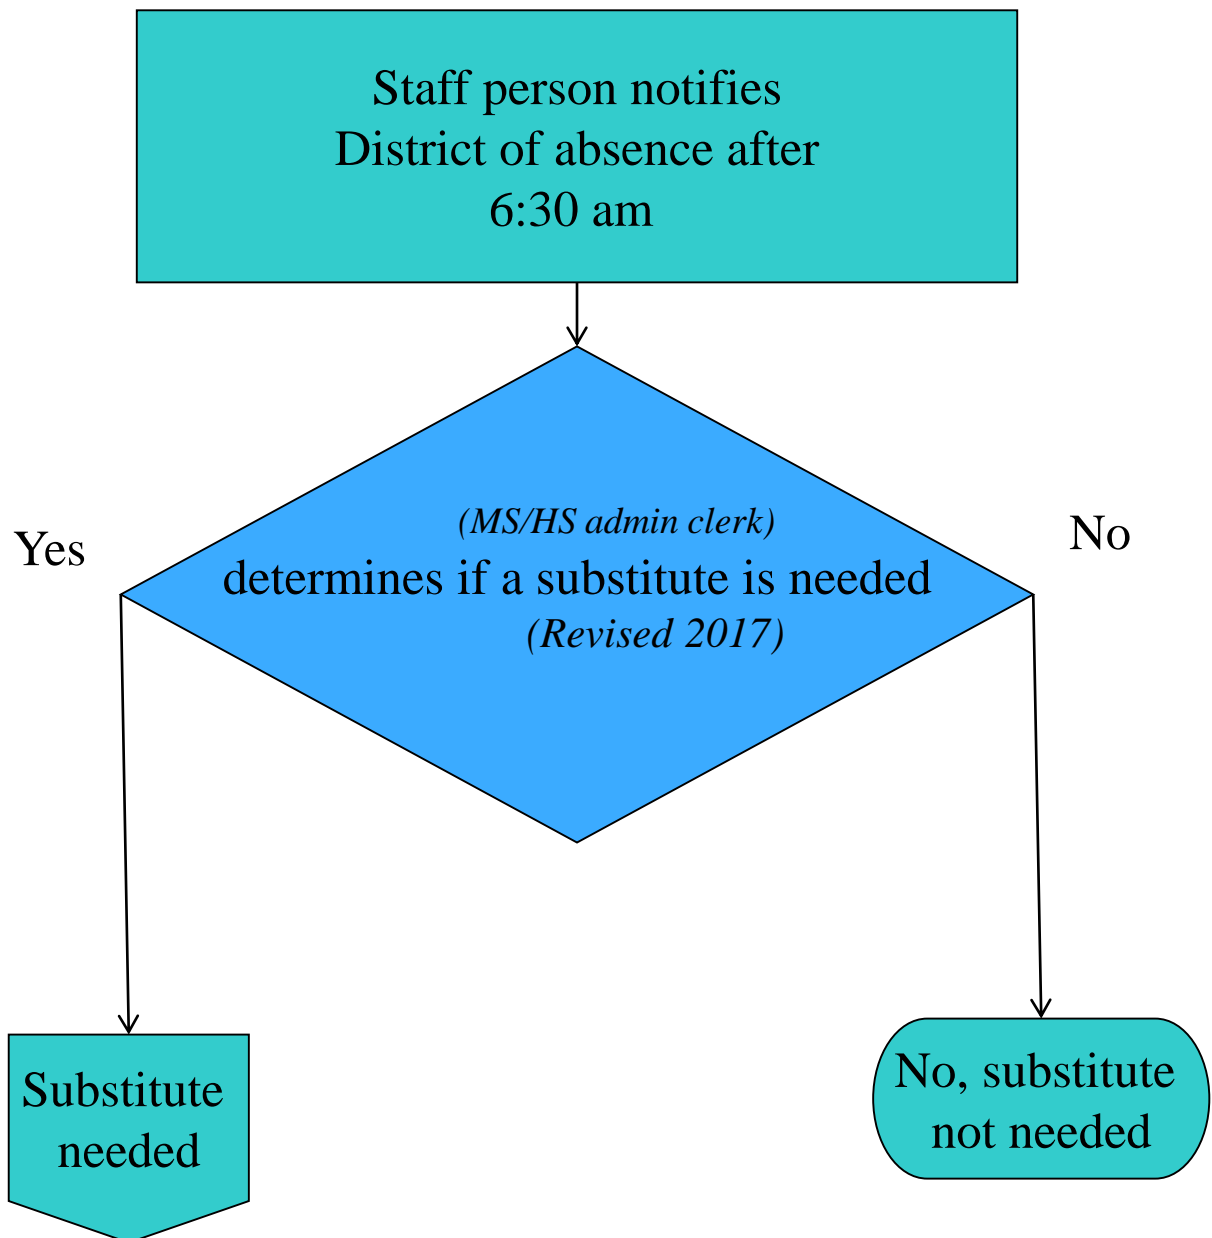 Staff person notifies
District of absence after
6:30 am
(MS/HS admin clerk)
determines if a substitute is needed
(Revised 2017)
Yes
No
Substitute
needed
No, substitute
not needed